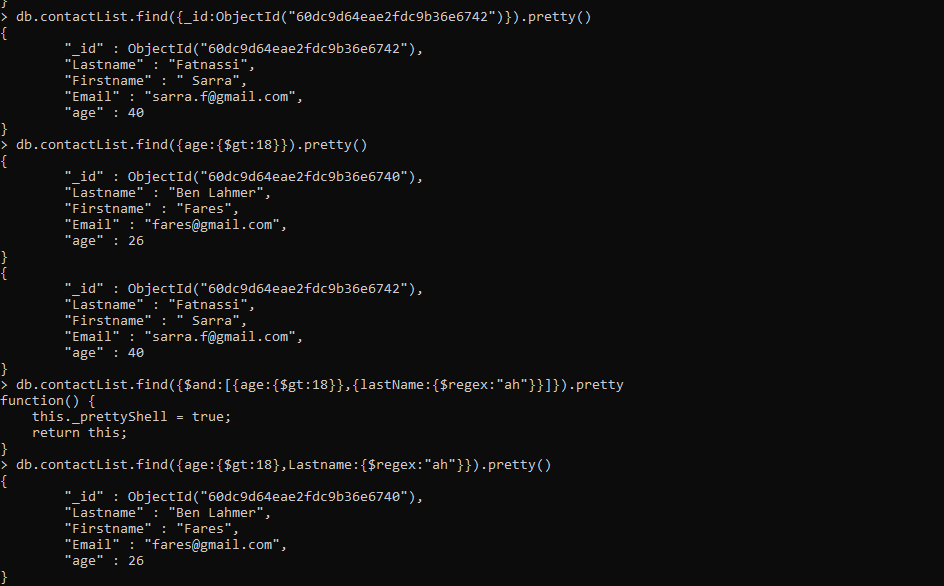 }
> db.contactList.find({_id:ObjectId("60dc9d64eae2fdc9b36e6742")}).pretty()
{
        "_id" : ObjectId("60dc9d64eae2fdc9b36e6742"),
        "Lastname" : "Fatnassi",
        "Firstname" : " Sarra",
        "Email" : "sarra.f@gmail.com",
        "age" : 40
}
> db.contactList.find({age:{$gt:18}}).pretty()
{
        "_id" : ObjectId("60dc9d64eae2fdc9b36e6740"),
        "Lastname" : "Ben Lahmer",
        "Firstname" : "Fares",
        "Email" : "fares@gmail.com",
        "age" : 26
}
{
        "_id" : ObjectId("60dc9d64eae2fdc9b36e6742"),
        "Lastname" : "Fatnassi",
        "Firstname" : " Sarra",
        "Email" : "sarra.f@gmail.com",
        "age" : 40
}
> db.contactList.find({$and:[{age:{$gt:18}},{lastName:{$regex:"ah"}}]}).pretty
function() {
    this._prettyShell = true;
    return this;
}
> db.contactList.find({age:{$gt:18},Lastname:{$regex:"ah"}}).pretty()
{
        "_id" : ObjectId("60dc9d64eae2fdc9b36e6740"),
        "Lastname" : "Ben Lahmer",
        "Firstname" : "Fares",
        "Email" : "fares@gmail.com",
        "age" : 26
}